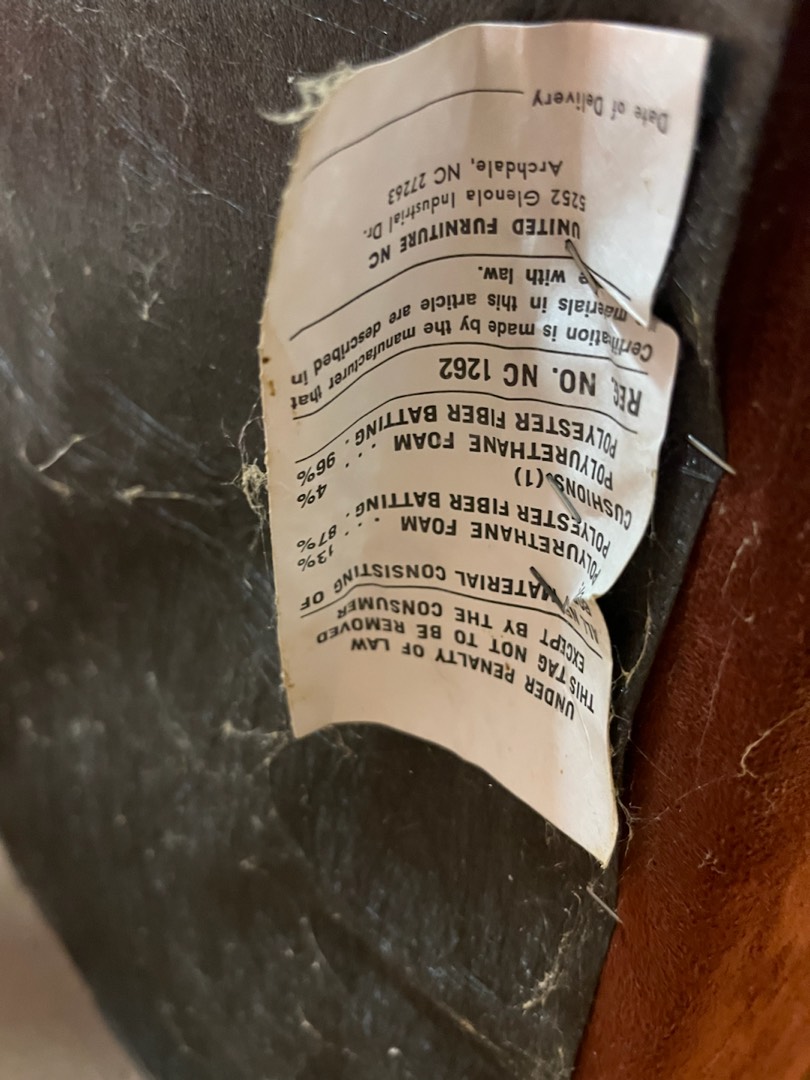 UNDER PENALTY OF LAW
THIS TAG NOT TO BE REMOVED
EXCEPT BY THE CONSUMER
ALL NEW MATERIAL CONSISTING OF
POLYURETHANE FOAM . . . 13%
POLYESTER FIBER BATTING . 87%
CUSHIONS (1)
POLYURETHANE FOAM . . . 4%
POLYESTER FIBER BATTING . 96%
REG. NO. NC 1262
Certification is made by the manufacturer that
materials in this article are described in
with law.
UNITED FURNITURE NC
5252 Glenola Industrial Dr.
Archdale, NC 27263
Date of Delivery